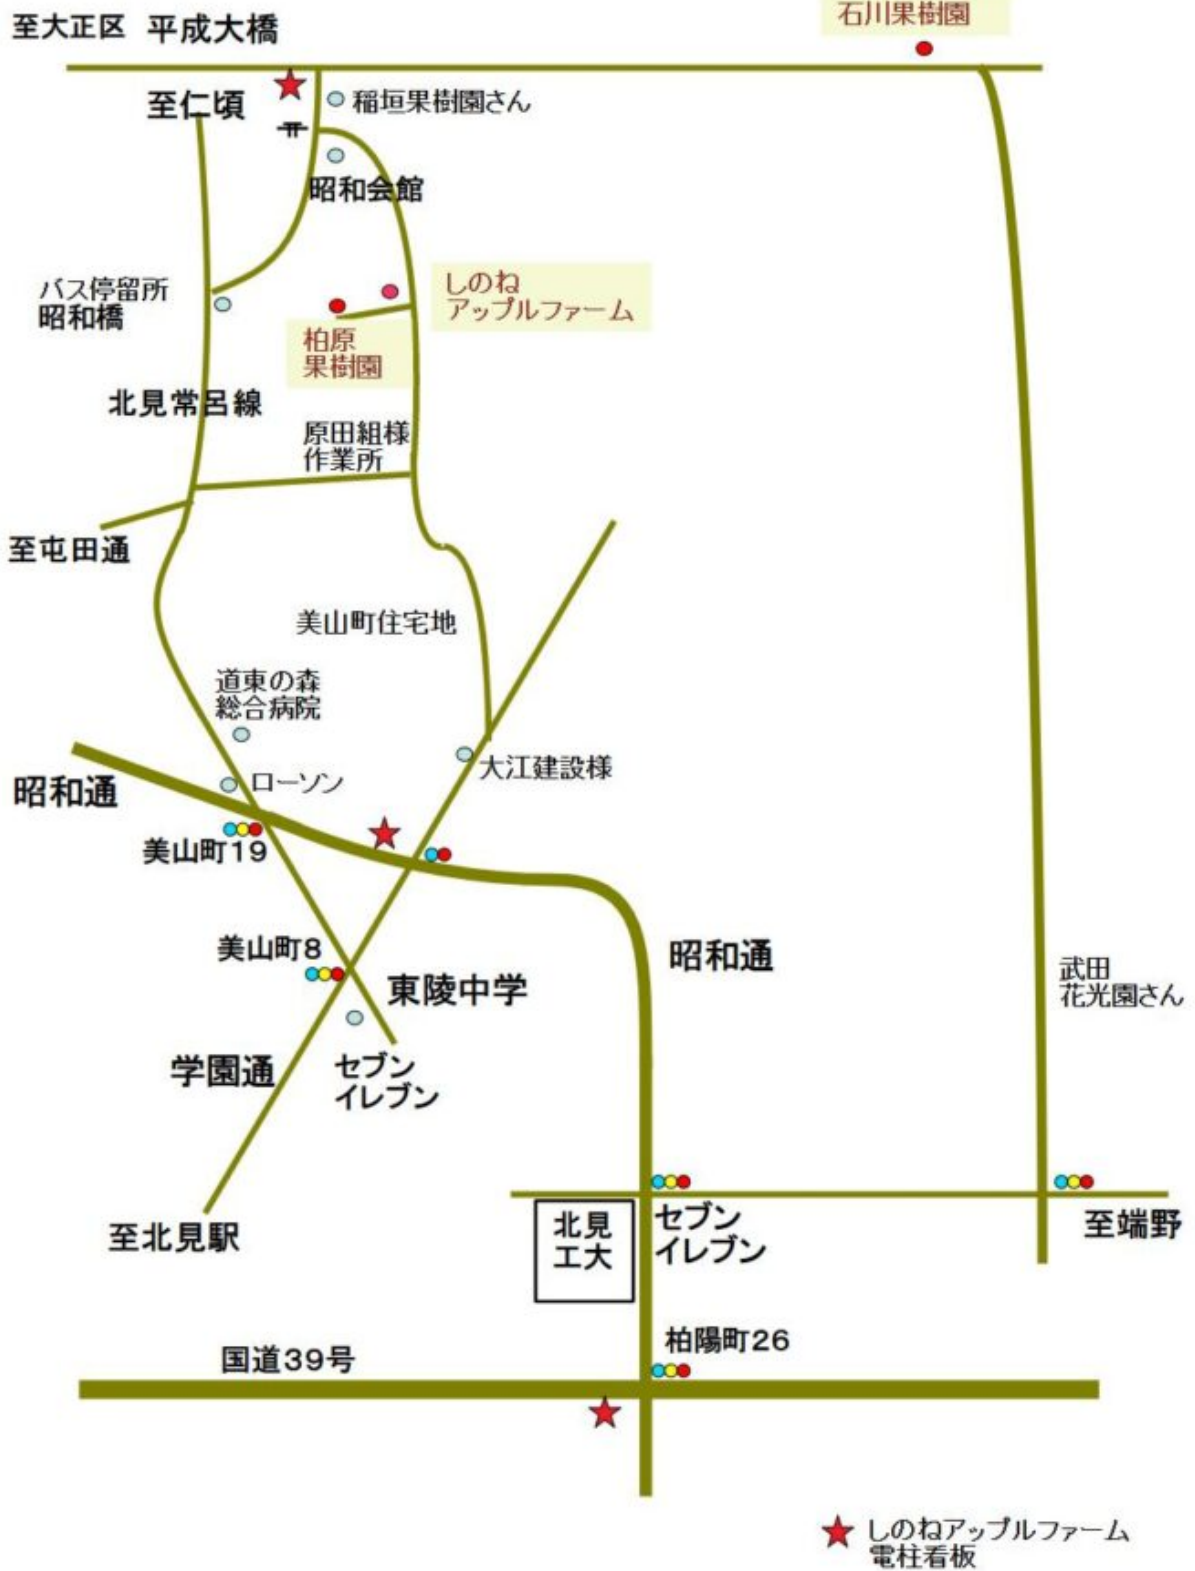 石川果樹園
至大正区 平成大橋
至仁頃
稲垣果樹園さん
昭和会館
バス停留所
昭和橋
しのね
アップルファーム
柏原
果樹園
北見常呂線
原田組様
作業所
至屯田通
美山町住宅地
道東の森
総合病院
大江建設様
ローソン
昭和通
美山町19
美山町8
昭和通
東陵中学
武田
花光園さん
学園通
セブン
イレブン
至北見駅
北見
工大
セブン
イレブン
至端野
柏陽町26
国道39号
しのねアップルファーム
電柱看板